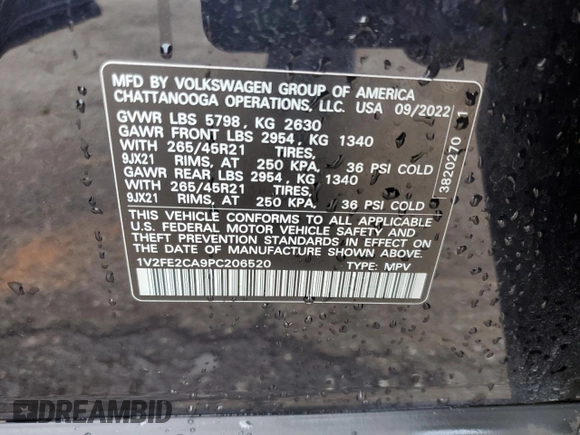 MFD BY VOLKSWAGEN GROUP OF AMERICA
CHATTANOOGA OPERATIONS, LLC. USA 09/2022
GVWR LBS 5798, KG 2630
GAWR FRONT LBS 2954, KG 1340
WITH 265/45R21 TIRES,
9JX21 RIMS, AT 250 KPA, 36 PSI COLD
GAWR REAR LBS 2954, KG 1340
WITH 265/45R21 TIRES,
9JX21 RIMS, AT 250 KPA, 36 PSI COLD
THIS VEHICLE CONFORMS TO ALL APPLICABLE
U.S. FEDERAL MOTOR VEHICLE SAFETY AND
THEFT PREVENTION STANDARDS IN EFFECT ON
THE DATE OF MANUFACTURE SHOWN ABOVE.
1V2FE2CA9PC206520 TYPE: MPV
3820270 1
DREAMBID